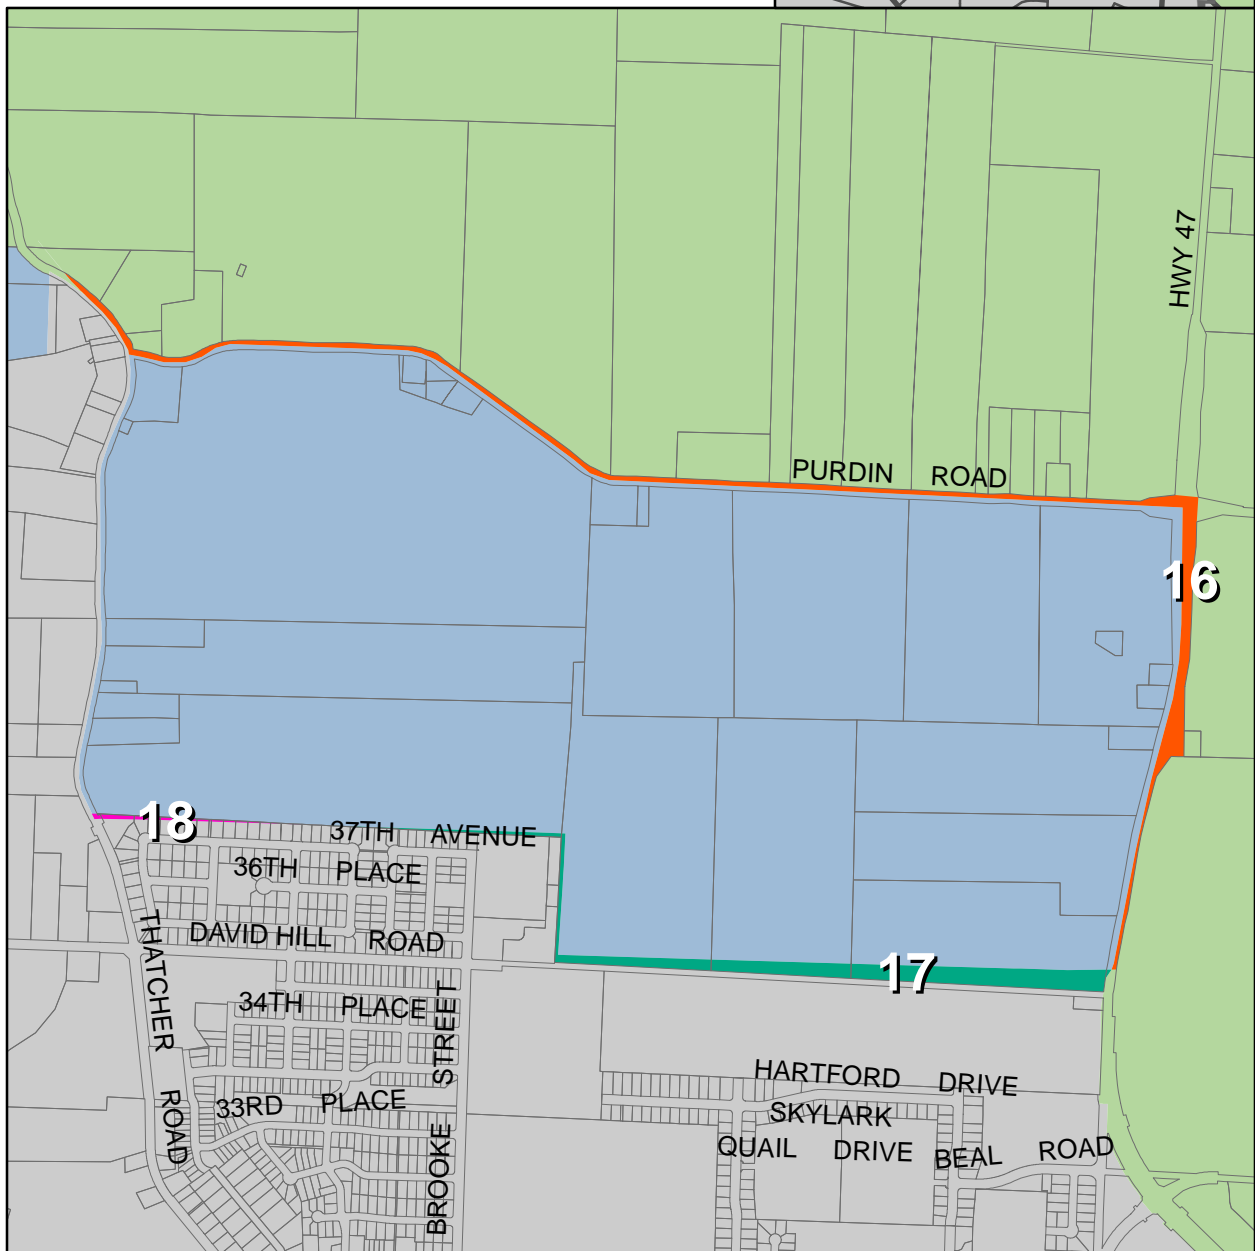 HWY 47
PURDIN ROAD
16
18
37TH AVENUE
36TH PLACE
DAVID HILL ROAD
17
THATCHER ROAD
34TH PLACE
BROOKE STREET
HARTFORD DRIVE
33RD PLACE
SKYLARK
QUAIL DRIVE
BEAL ROAD